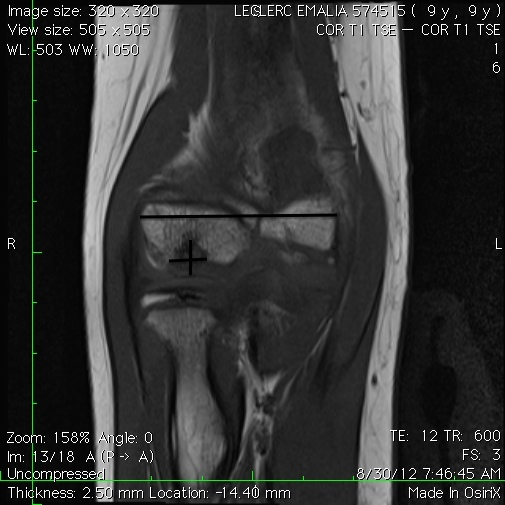 Image size: 320 x 320
View size: 505 x 505
WL: 503 WW: 1050
LECLERC EMALIA 574515 ( 9 y , 9 y )
COR T1 TSE — COR T1 TSE
1
6
R
L
Zoom: 158% Angle: 0
Im: 13/18 A (P -> A)
Uncompressed
Thickness: 2.50 mm Location: -14.40 mm
TE: 12 TR: 600
FS: 3
8/30/12 7:46:45 AM
Made In OsiriX